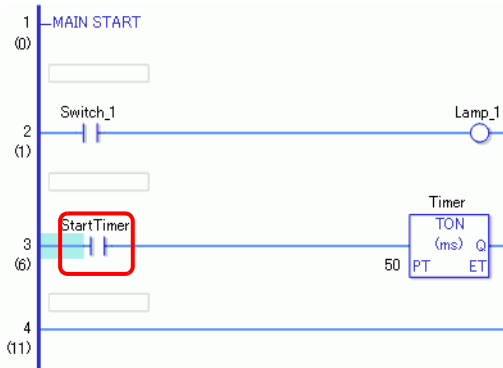 1 MAIN START
(0)
Switch_1 Lamp_1
2
(1)
Timer
StartTimer TON
3 (ms) Q
(6) 50 PT ET
4
(11)